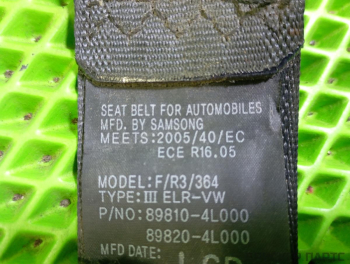 SEAT BELT FOR AUTOMOBILES
MFD. BY SAMSONG
MEETS:2005/40/EC
ECE R16.05
MODEL:F/R3/364
TYPE:III ELR-VW
P/NO:89810-4L000
89820-4L000
MFD DATE: